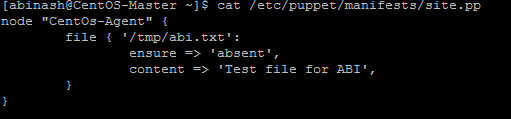 [abinash@CentOS-Master ~]$ cat /etc/puppet/manifests/site.pp
node "CentOs-Agent" {
        file { '/tmp/abi.txt':
                ensure => 'absent',
                content => 'Test file for ABI',
        }
}